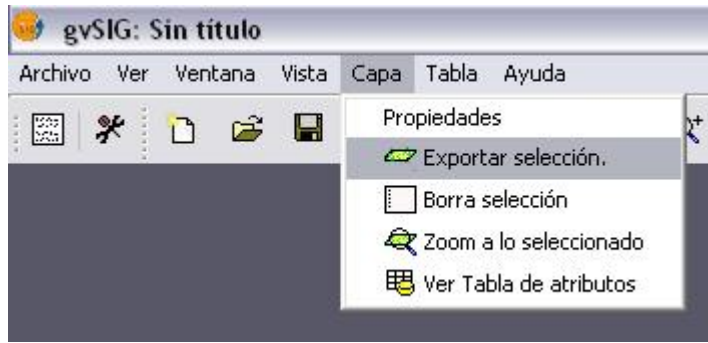 gvSIG: Sin título
Archivo Ver Ventana Vista Capa Tabla Ayuda
Propiedades
Exportar selección.
Borra selección
Zoom a lo seleccionado
Ver Tabla de atributos